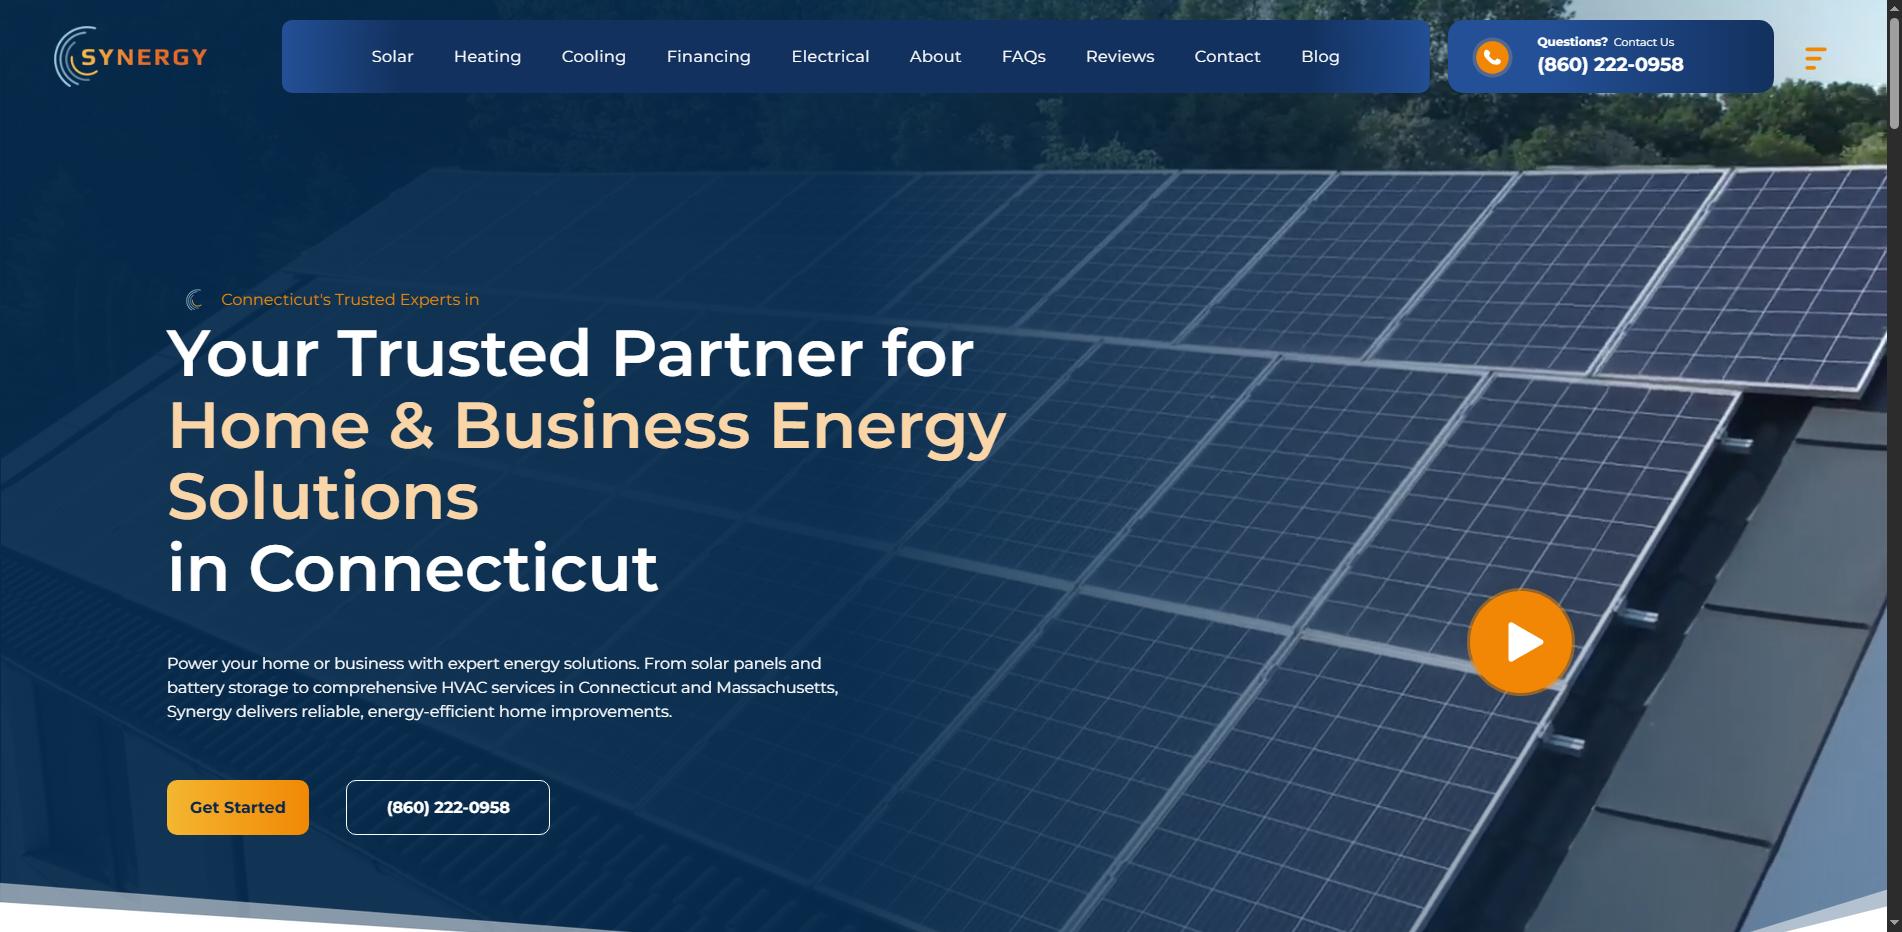 SYNERGY
Solar Heating Cooling Financing Electrical About FAQs Reviews Contact Blog
Questions? Contact Us
(860) 222-0958
Connecticut's Trusted Experts in
Your Trusted Partner for
Home & Business Energy
Solutions
in Connecticut
Power your home or business with expert energy solutions. From solar panels and
battery storage to comprehensive HVAC services in Connecticut and Massachusetts,
Synergy delivers reliable, energy-efficient home improvements.
Get Started (860) 222-0958